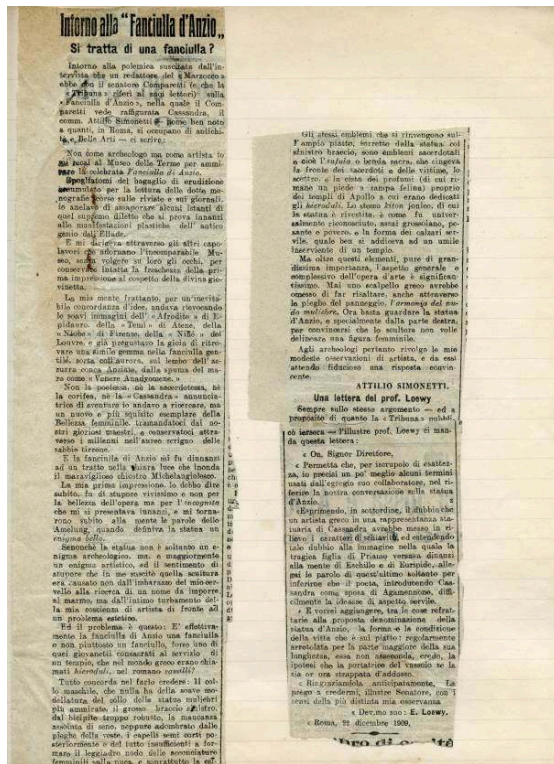 Intorno alla "Fanciulla d'Anzio„
Si tratta di una fanciulla?
Intorno alla polemica suscitata dall'in-
tervista che un redattore del «Marzocco»
ebbe con il senatore Comparetti (e che la
«Tribuna» riferì ai suoi lettori) sulla
«Fanciulla d'Anzio», nella quale il Com-
paretti vede raffigurata Cassandra, il
comm. Attilio Simonetti - nome ben noto
a quanti, in Roma, si occupano di antichi-
tà e Belle Arti — ci scrive:
Non come archeologo ma come artista io
mi recai al Museo delle Terme per ammi-
rare la celebrata Fanciulla di Anzio.
Spogliatomi del bagaglio di erudizione
accumulato per la lettura delle dotte mo-
nografie corse sulle riviste e sui giornali,
io anelavo di assaporare alcuni istanti di
quel supremo diletto che si prova innanzi
alle manifestazioni plastiche dell'antico
genio dell'Ellade.
E mi dirigeva attraverso gli altri capo-
lavori che adornano l'incomparabile Mu-
seo, senza volgere su loro gli occhi, per
conservare intatta la freschezza della pri-
ma impressione al cospetto della divina gio-
vinetta.
La mia mente frattanto, per un'inevita-
bile concordanza d'idee, andava rievocando
le soavi immagini dell'«Afrodite» di E-
pidauro, della «Temi» di Atene, della
«Niobe» di Firenze, della «Nike» del
Louvre, e già pregustavo la gioia di ritro-
vare una simile gemma nella fanciulla gen-
tile, sorta coll'aurora, sul lembo dell'az-
zurra conca Anziate, dalla spuma del ma-
re come «Venere Anadyomene.»
Non la poetessa, nè la sacerdotessa, nè
la corifea, nè la «Cassandra» annuncia-
trice di sventure io andavo a ricercare, ma
un nuovo e più squisito esemplare della
Bellezza femminile, tramandatoci dai no-
stri gloriosi maestri, e conservatoci attra-
verso i millenni nell'aureo scrigno delle
sabbie tirrene.
E la fanciulla di Anzio mi fu dinnanzi
ad un tratto nella chiara luce che inonda
il maraviglioso chiostro Michelangiolesco.
La mia prima impressione, lo debbo dire
subito, fu di stupore vivissimo e non per
la bellezza dell'opera ma per l'incognita
che mi si presentava innanzi, e mi torna-
rono subito alla mente le parole dello
Amelung, quando definiva la statua un
enigma bello.
Senonchè la statua non è soltanto un e-
nigma archeologico, ma, e maggiormente
un enigma artistico, ed il sentimento di
stupore che in me suscitò quella scultura
era causato non dall'imbarazzo del mio cer-
vello alla ricerca di un nome da imporre
al marmo, ma dall'intimo turbamento del-
la mia coscienza di artista di fronte ad
un problema estetico.
Ed il problema è questo: E' effettiva-
mente la fanciulla di Anzio una fanciulla
e non piuttosto un fanciullo, forse uno di
quei giovanetti consacrati al servizio di
un tempio, che nel mondo greco erano chia-
mati hieroduli, nel romano camilli?
Tutto concorda nel farlo credere: Il col-
lo maschile, che nulla ha della soave mo-
dellatura del collo delle statue muliebri
più ammirate, il grosso braccio sinistro,
dal bicipite troppo robusto, la mancanza
assoluta di seno, neppure adombrato dalle
pieghe della veste, i capelli semi corti po-
steriormente e del tutto insufficienti a for-
mare il leggiadro nodo delle acconciature
femminili sulla nuca, e soprattutto la cal-
Gli stessi emblemi che si rinvengono sul-
l'ampio piatto, sorretto dalla statua col
sinistro braccio, sono emblemi sacerdotali
e cioè l'infula o benda sacra, che cingeva
la fronte dei sacerdoti e delle vittime, lo
scettro, e la cista dei profumi (di cui ri-
mane un piede a zampa felina) proprio
dei templi di Apollo a cui erano dedicati
gli hieroduli. Lo stesso kiton jonico, di cui
la statua è rivestita, è come fu univer-
salmente riconosciuto, assai grossolano, pe-
sante e povero, e la forma dei calzari ser-
vile, quale ben si addiceva ad un umile
inserviente di un tempio.
Ma oltre questi elementi, pure di gran-
dissima importanza, l'aspetto generale e
complessivo dell'opera d'arte è significan-
tissimo. Mai uno scalpello greco avrebbe
omesso di far risaltare, anche attraverso
le pieghe del panneggio, l'armonia del nu-
do muliebre. Ora basta guardare la statua
d'Anzio, e specialmente dalla parte destra,
per convincersi che lo scultore non volle
delineare una figura femminile.
Agli archeologi pertanto rivolgo le mie
modeste osservazioni di artista, e da essi
attendo fiducioso una risposta convin-
cente.
ATTILIO SIMONETTI.
Una lettera del prof. Loewy
Sempre sullo stesso argomento — ed a
proposito di quanto la «Tribuna» pubbli-
cò iersera — l'illustre prof. Loewy ci man-
da questa lettera:
« On. Signor Direttore,
« Permetta che, per iscrupolo di esattez-
za, io precisi un po' meglio alcuni termini
usati dall'egregio suo collaboratore, nel ri-
ferire la nostra conversazione sulla statua
d'Anzio.
«Esprimendo, in sott'ordine, il dubbio che
un artista greco in una rappresentanza sta-
tuaria di Cassandra avrebbe messo in ri-
lievo i caratteri di schiavitù, ed estendendo
tale dubbio alla immagine nella quale la
tragica figlia di Priamo versava dinanzi
alla mente di Eschilo e di Euripide, alle-
gai le parole di quest'ultimo soltanto per
inferire che il poeta, introducendo Cassan-
dra come sposa di Agamennone, diffi-
cilmente la ideasse di aspetto servile.
« E vorrei aggiungere, tra le cose refrat-
tarie alla proposta denominazione della
statua d'Anzio, la forma e la condizione
della vitta che è sul piatto: regolarmente
arrotolata per la parte maggiore della sua
lunghezza, essa non asseconda, credo, la
ipotesi che la portatrice del vassoio se la
sia or ora strappata d'addosso.
« Ringraziandola anticipatamente, La
prego a credermi, illustre Senatore, con i
sensi della più distinta mia osservanza
« Dev.mo suo: E. Loewy.
« Roma, 22 dicembre 1909.